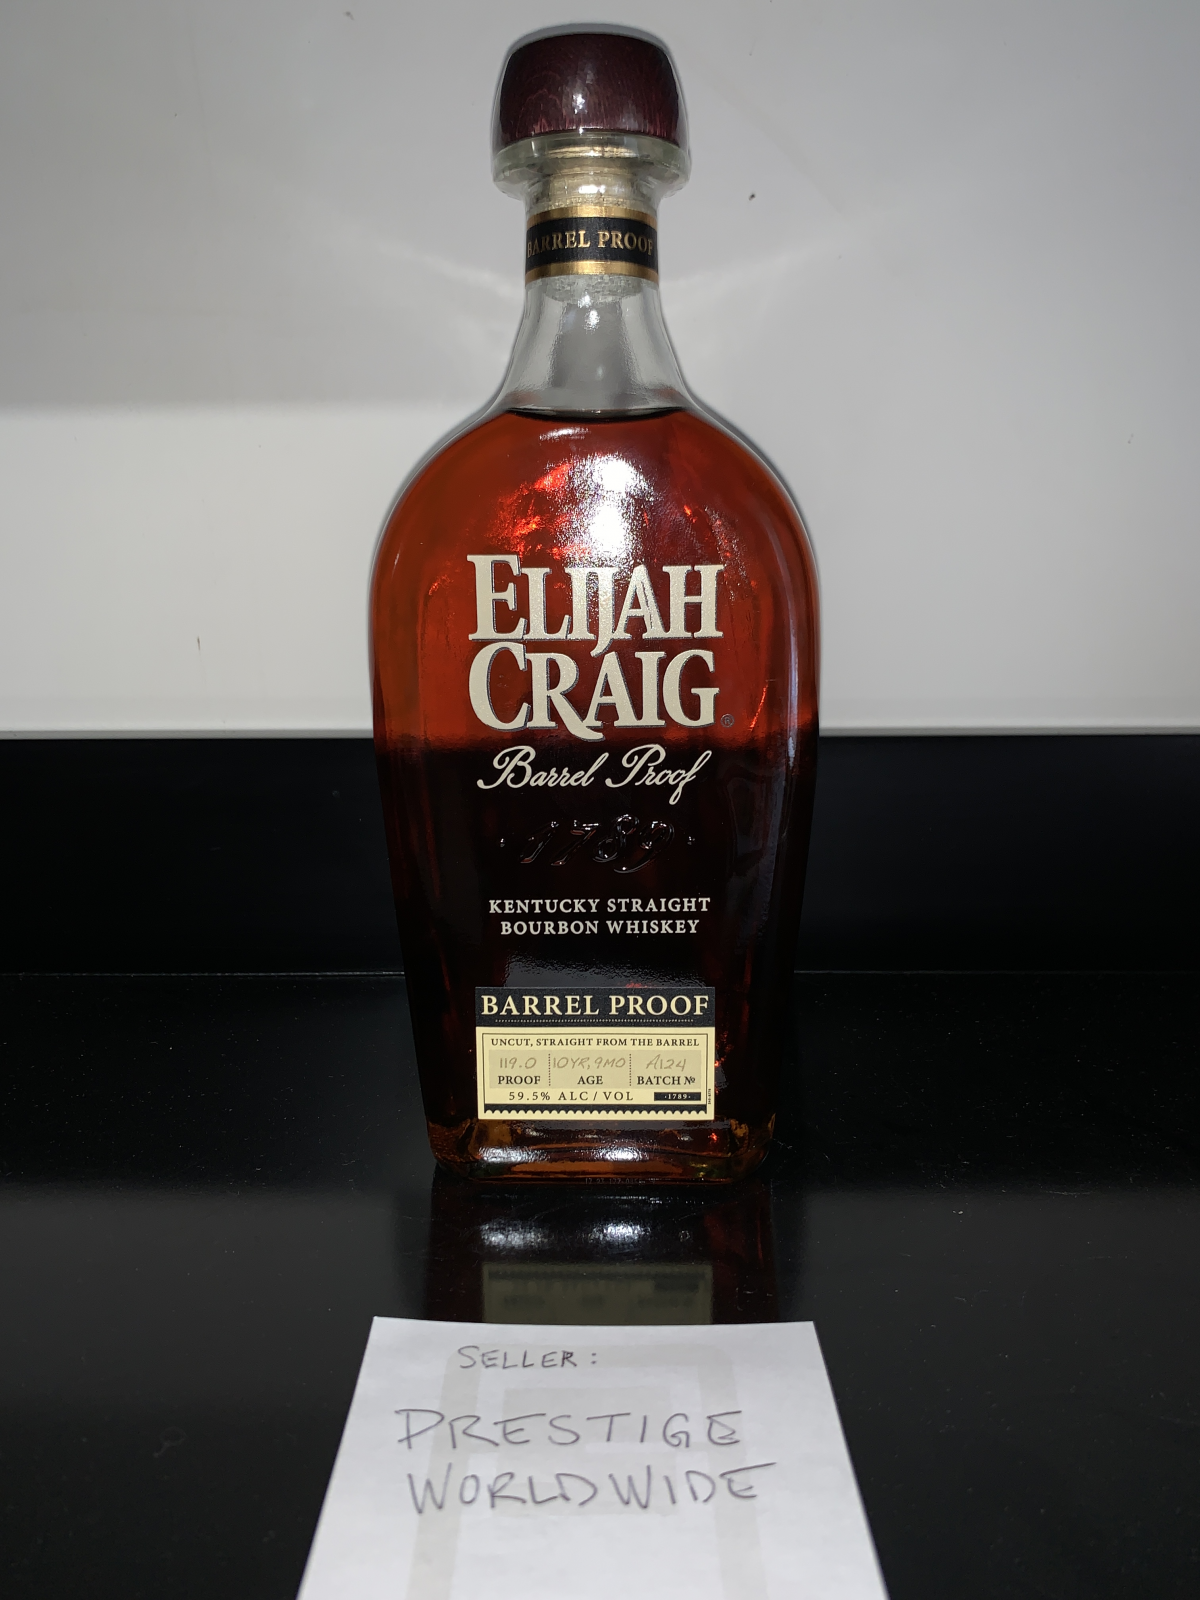 BARREL PROOF
ELIJAH
CRAIG®
Barrel Proof
·1789·
KENTUCKY STRAIGHT
BOURBON WHISKEY
BARREL PROOF
UNCUT, STRAIGHT FROM THE BARREL
119.0 10YR, 9MO A124
PROOF AGE BATCH Nº
59.5% ALC / VOL ·1789·
SELLER:
PRESTIGE
WORLDWIDE